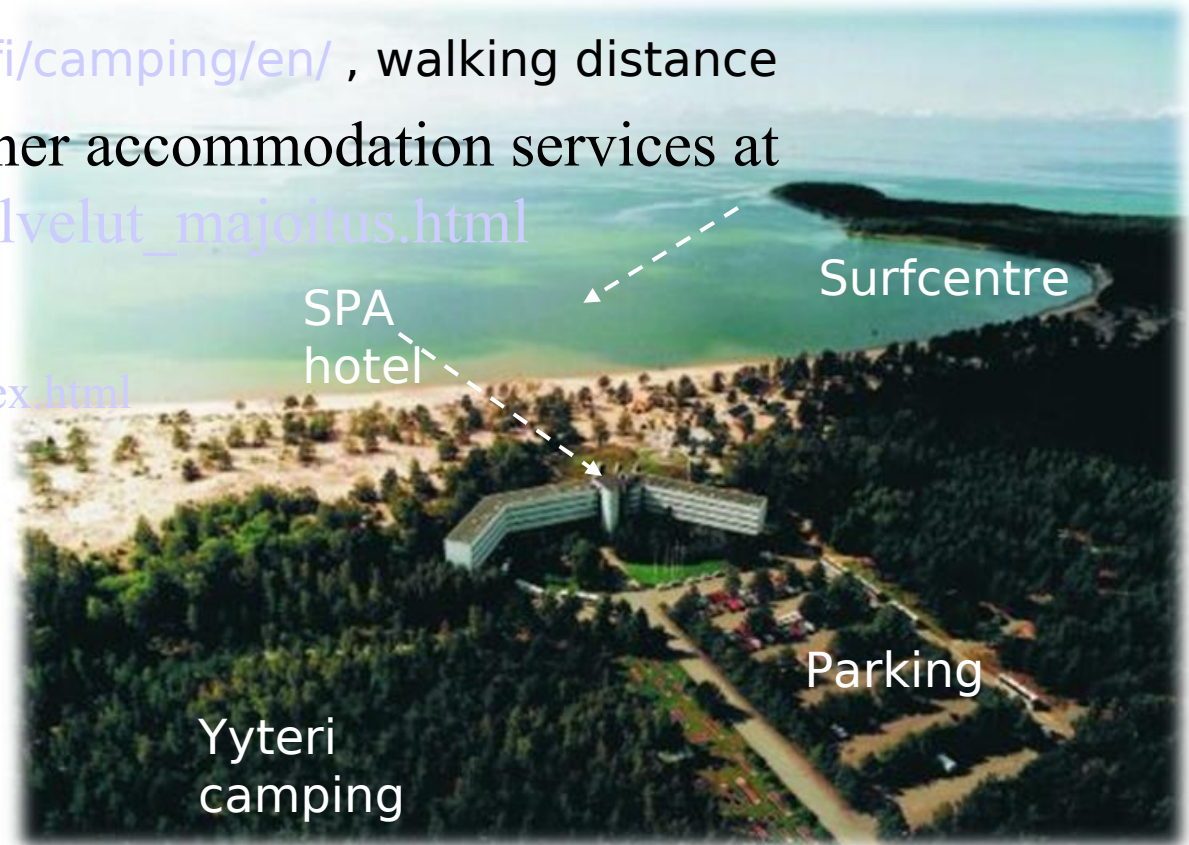 fi/camping/en/ , walking distance
her accommodation services at
lvelut_majoitus.html
Surfcentre
SPA
hotel
ex.html
Parking
Yyteri
camping